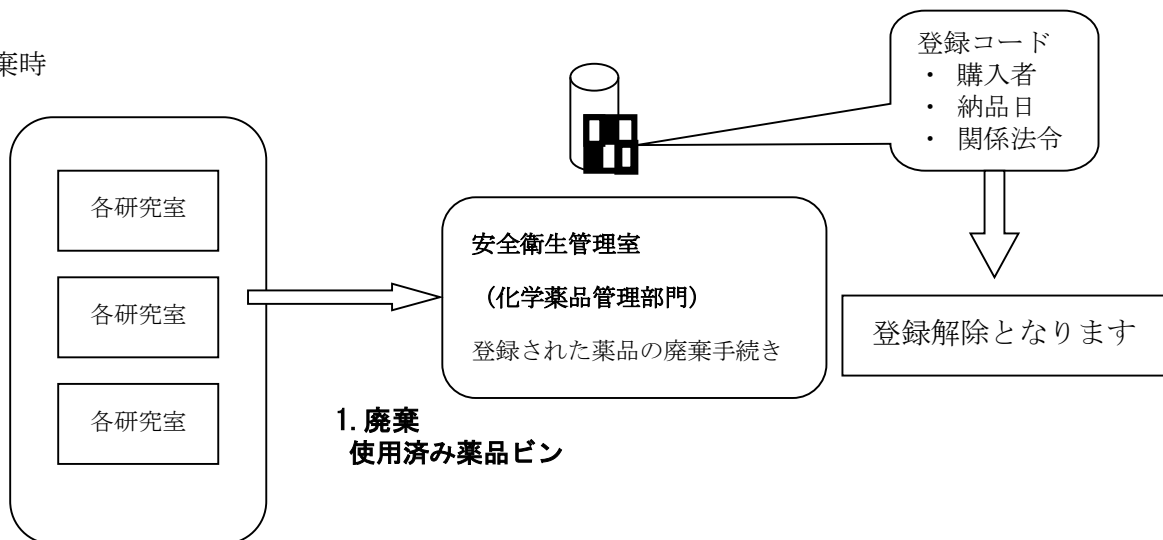 棄時
登録コード
・ 購入者
・ 納品日
・ 関係法令
各研究室
各研究室
各研究室
安全衛生管理室
（化学薬品管理部門）
登録された薬品の廃棄手続き
登録解除となります
1. 廃棄
使用済み薬品ビン